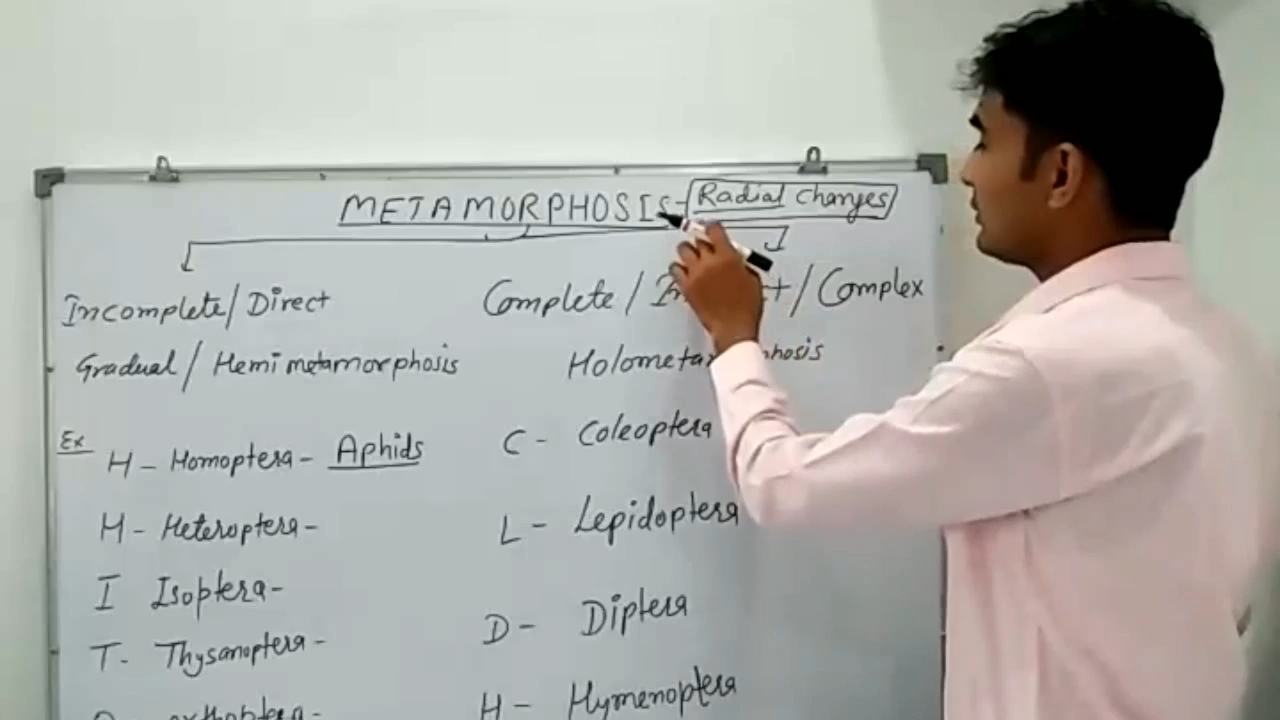 METAMORPHOSIS - Radial Changes
Incomplete / Direct
Gradual / Hemimetamorphosis
Ex
H - Homoptera - Aphids
H - Heteroptera -
I Isoptera -
T - Thysanoptera -
Complete / / Complex
C - Coleoptera
L - Lepidoptera
D - Diptera
H - Hymenoptera